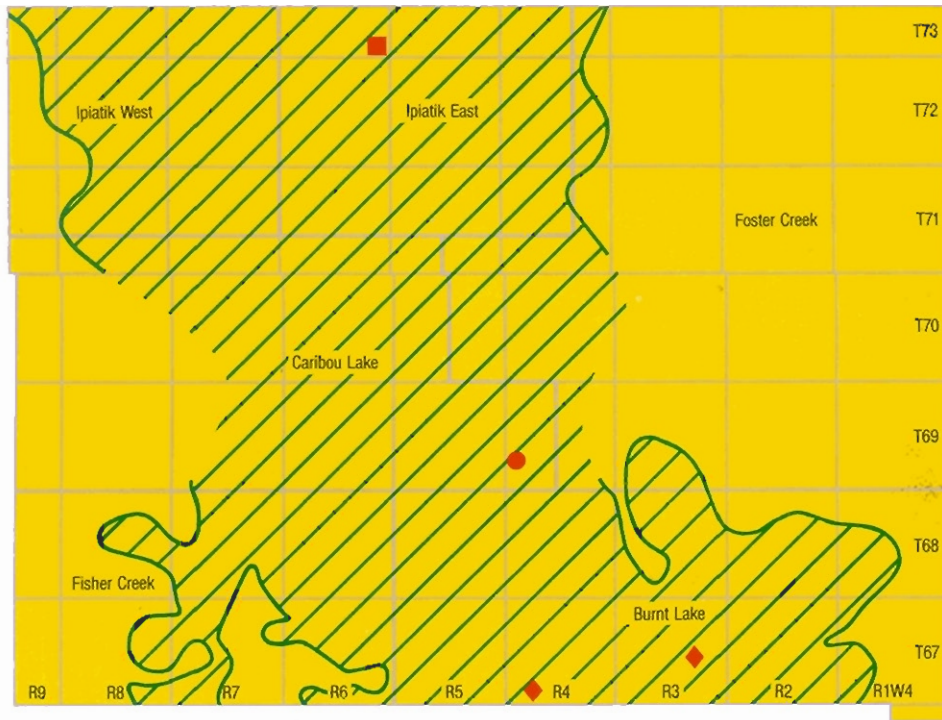 T73
Ipiatik West
Ipiatik East
T72
Foster Creek
T71
T70
Caribou Lake
T69
T68
Fisher Creek
Burnt Lake
T67
R9
R8
R7
R6
R5
R4
R3
R2
R1W4